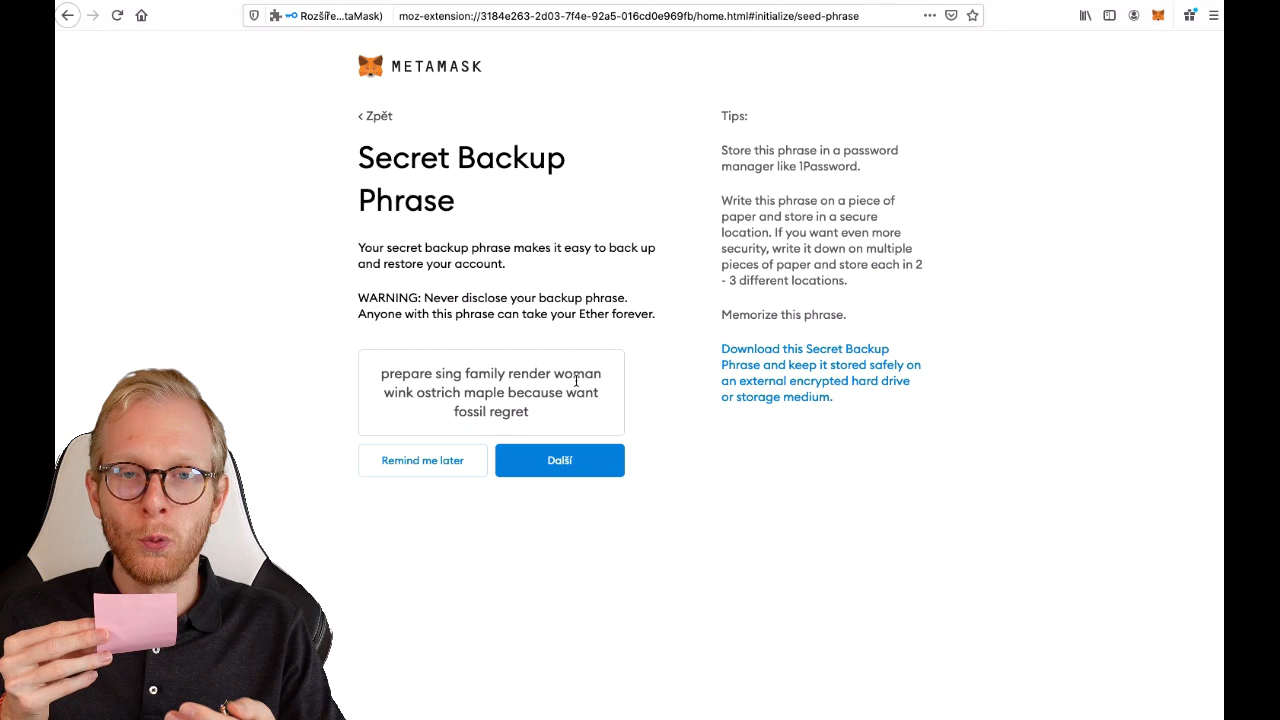 Rozšíře...taMask)
moz-extension://3184e263-2d03-7f4e-92a5-016cd0e969fb/home.html#initialize/seed-phrase
METAMASK
< Zpět
Secret Backup
Phrase
Your secret backup phrase makes it easy to back up
and restore your account.
WARNING: Never disclose your backup phrase.
Anyone with this phrase can take your Ether forever.
prepare sing family render woman
wink ostrich maple because want
fossil regret
Remind me later
Další
Tips:
Store this phrase in a password
manager like 1Password.
Write this phrase on a piece of
paper and store in a secure
location. If you want even more
security, write it down on multiple
pieces of paper and store each in 2
- 3 different locations.
Memorize this phrase.
Download this Secret Backup
Phrase and keep it stored safely on
an external encrypted hard drive
or storage medium.